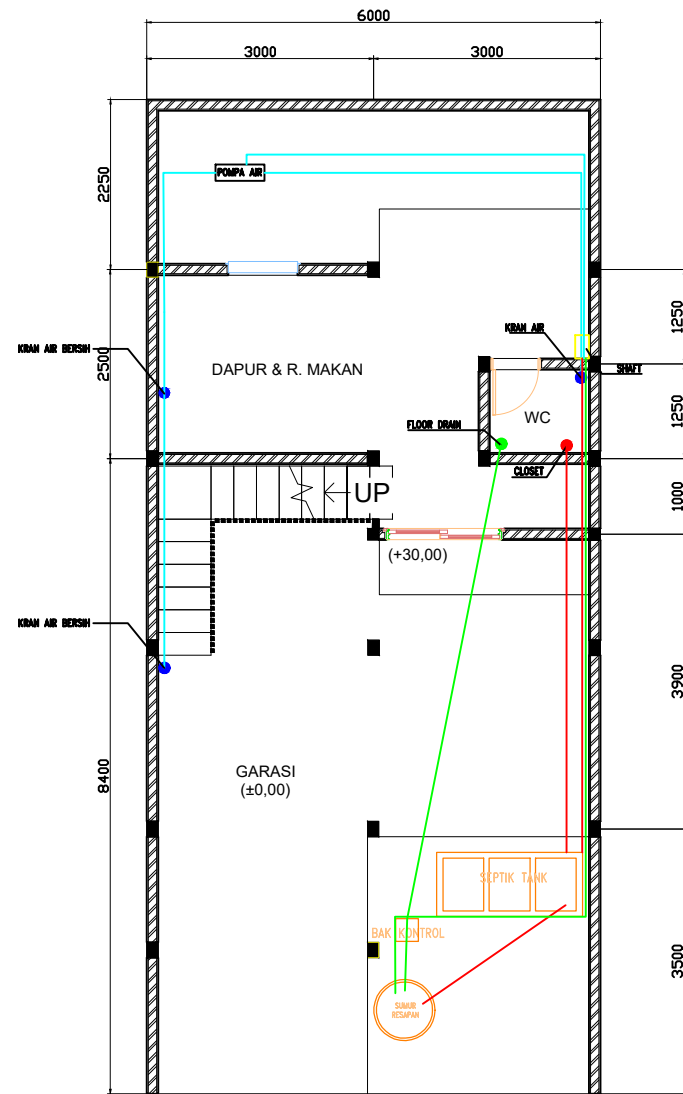 6000
3000
3000
2250
POMPA AIR
KRAN AIR
1250
KRAN AIR BERSIH
2500
DAPUR & R. MAKAN
SHAFT
1250
WC
FLOOR DRAIN
CLOSET
UP
1000
(+30,00)
KRAN AIR BERSIH
3900
8400
GARASI
(±0,00)
SEPTIK TANK
BAK KONTROL
3500
SUMUR
RESAPAN